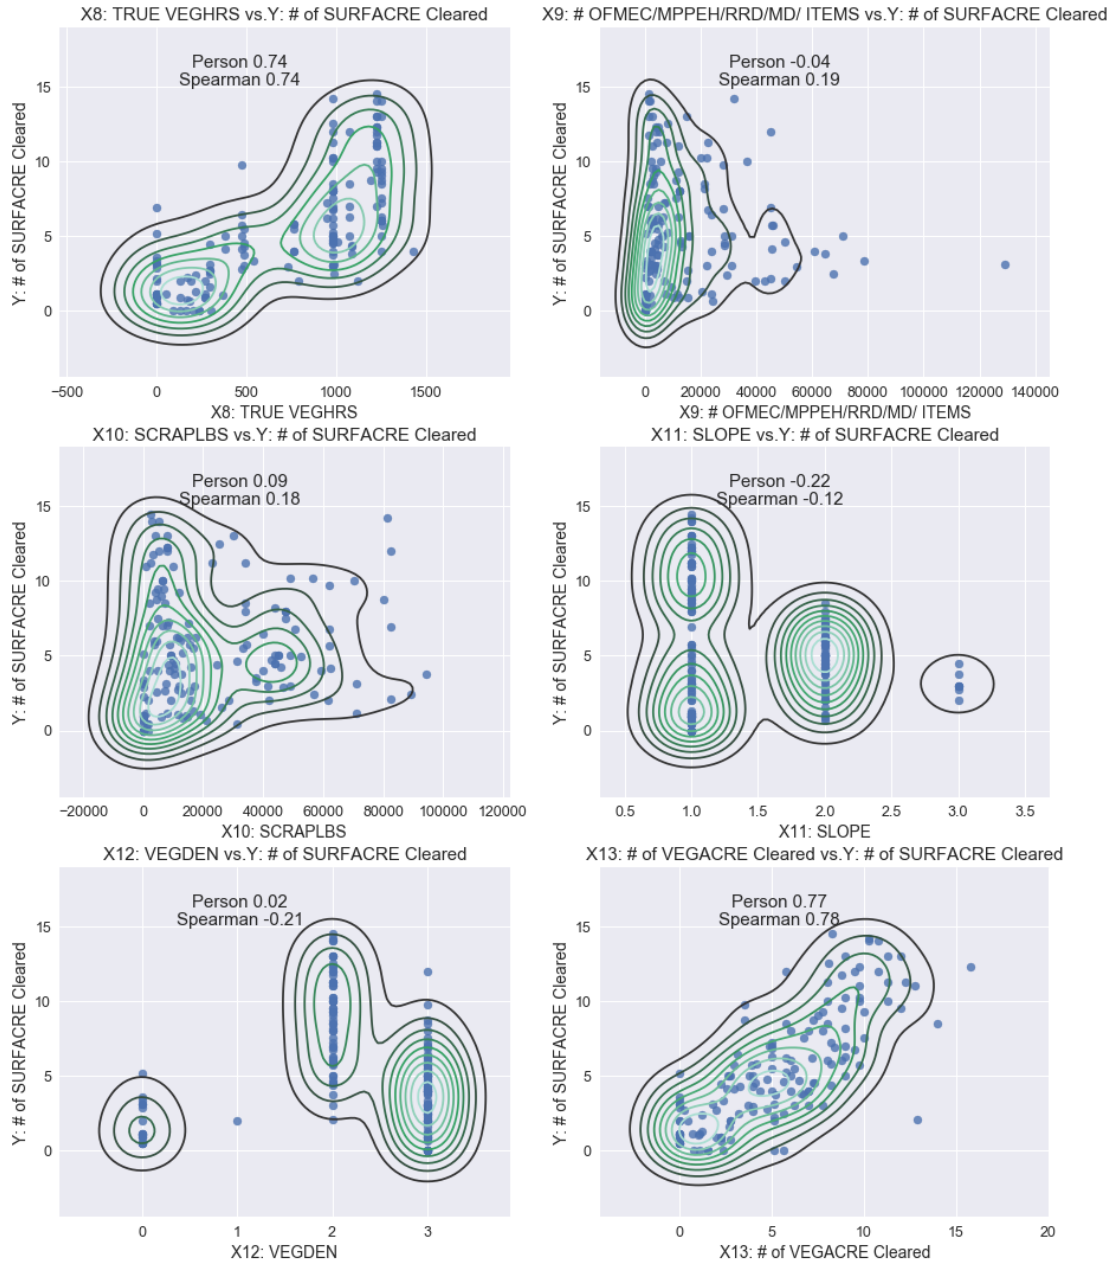 X8: TRUE VEGHRS vs.Y: # of SURFACRE Cleared
Person 0.74
Spearman 0.74
Y: # of SURFACRE Cleared
15
10
5
0
−500 0 500 1000 1500
X8: TRUE VEGHRS
X9: # OFMEC/MPPEH/RRD/MD/ ITEMS vs.Y: # of SURFACRE Cleared
Person -0.04
Spearman 0.19
Y: # of SURFACRE Cleared
15
10
5
0
0 20000 40000 60000 80000 100000 120000 140000
X9: # OFMEC/MPPEH/RRD/MD/ ITEMS
X10: SCRAPLBS vs.Y: # of SURFACRE Cleared
Person 0.09
Spearman 0.18
Y: # of SURFACRE Cleared
15
10
5
0
−20000 0 20000 40000 60000 80000 100000 120000
X10: SCRAPLBS
X11: SLOPE vs.Y: # of SURFACRE Cleared
Person -0.22
Spearman -0.12
Y: # of SURFACRE Cleared
15
10
5
0
0.5 1.0 1.5 2.0 2.5 3.0 3.5
X11: SLOPE
X12: VEGDEN vs.Y: # of SURFACRE Cleared
Person 0.02
Spearman -0.21
Y: # of SURFACRE Cleared
15
10
5
0
0 1 2 3
X12: VEGDEN
X13: # of VEGACRE Cleared vs.Y: # of SURFACRE Cleared
Person 0.77
Spearman 0.78
Y: # of SURFACRE Cleared
15
10
5
0
0 5 10 15 20
X13: # of VEGACRE Cleared